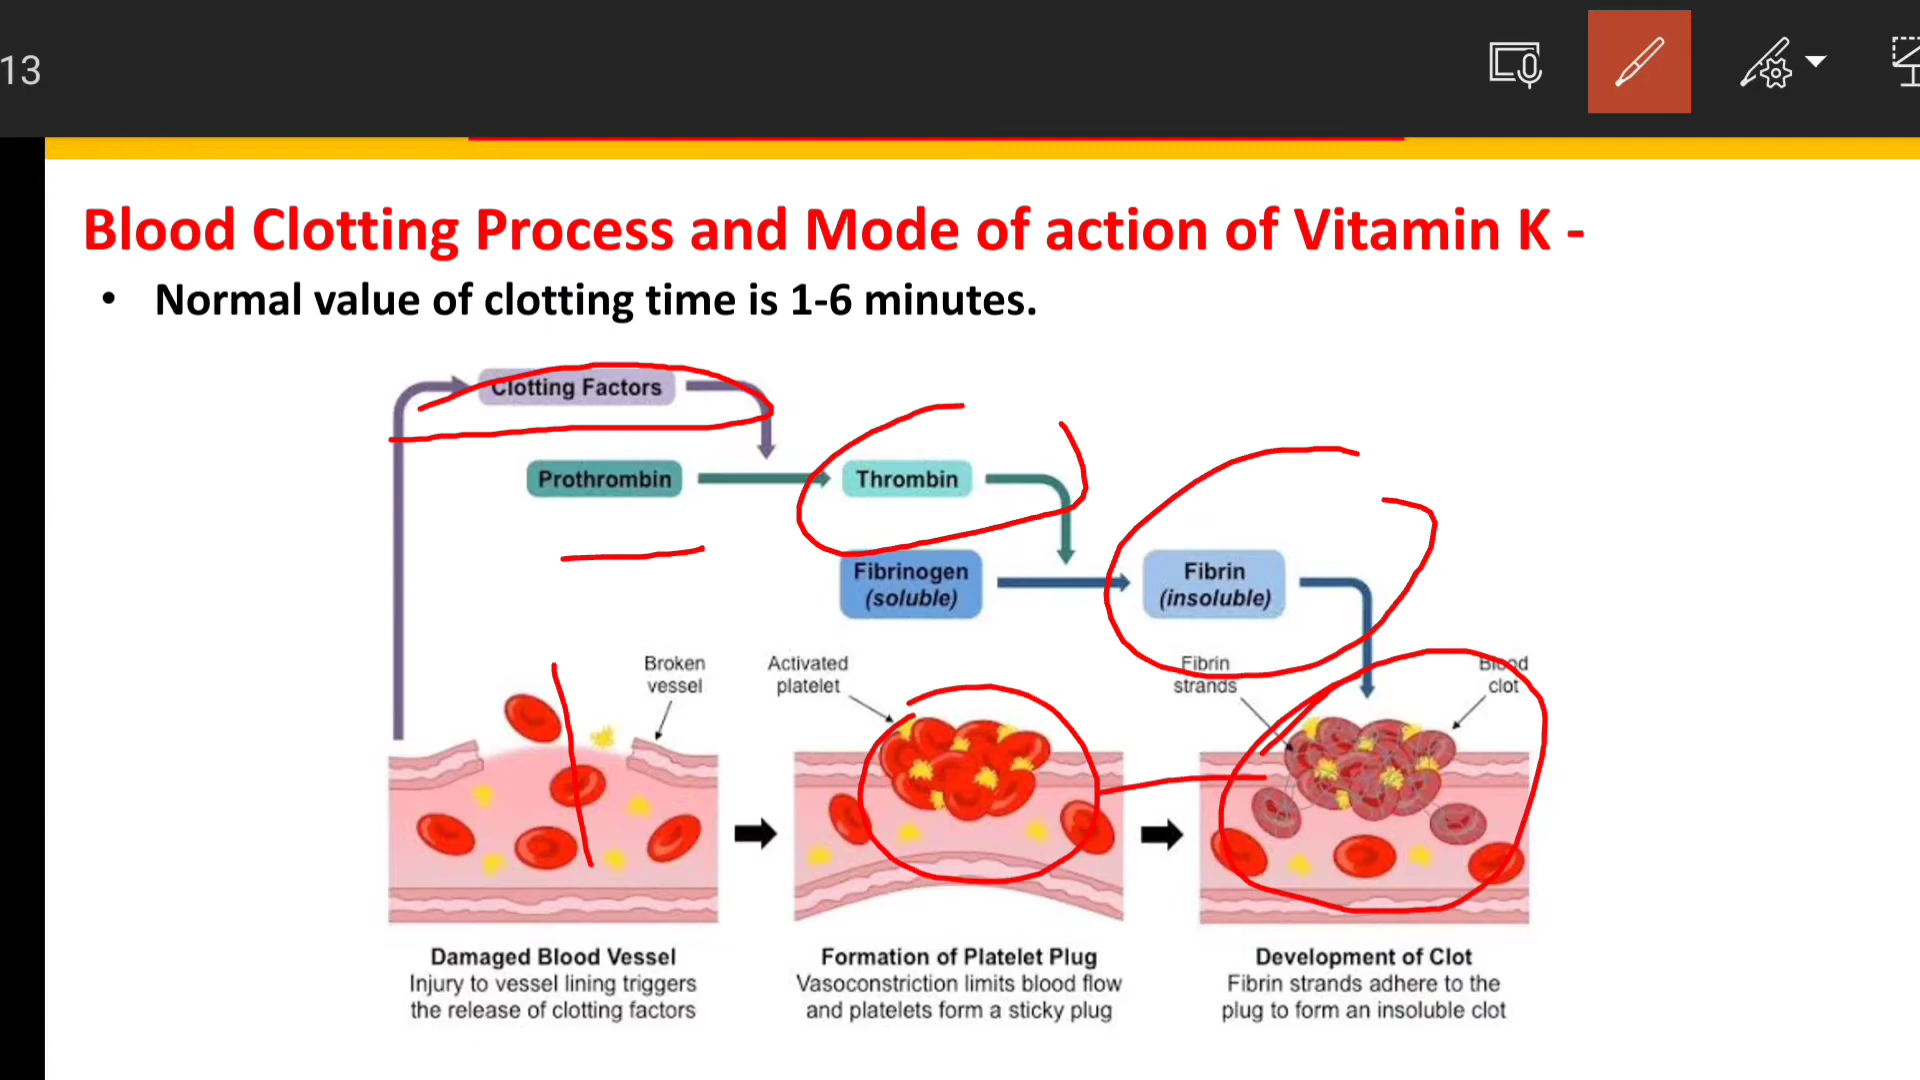 13
Blood Clotting Process and Mode of action of Vitamin K -
• Normal value of clotting time is 1-6 minutes.
Clotting Factors
Prothrombin
Thrombin
Fibrinogen
(soluble)
Fibrin
(insoluble)
Broken
vessel
Activated
platelet
Fibrin
strands
Blood
clot
Damaged Blood Vessel
Injury to vessel lining triggers
the release of clotting factors
Formation of Platelet Plug
Vasoconstriction limits blood flow
and platelets form a sticky plug
Development of Clot
Fibrin strands adhere to the
plug to form an insoluble clot